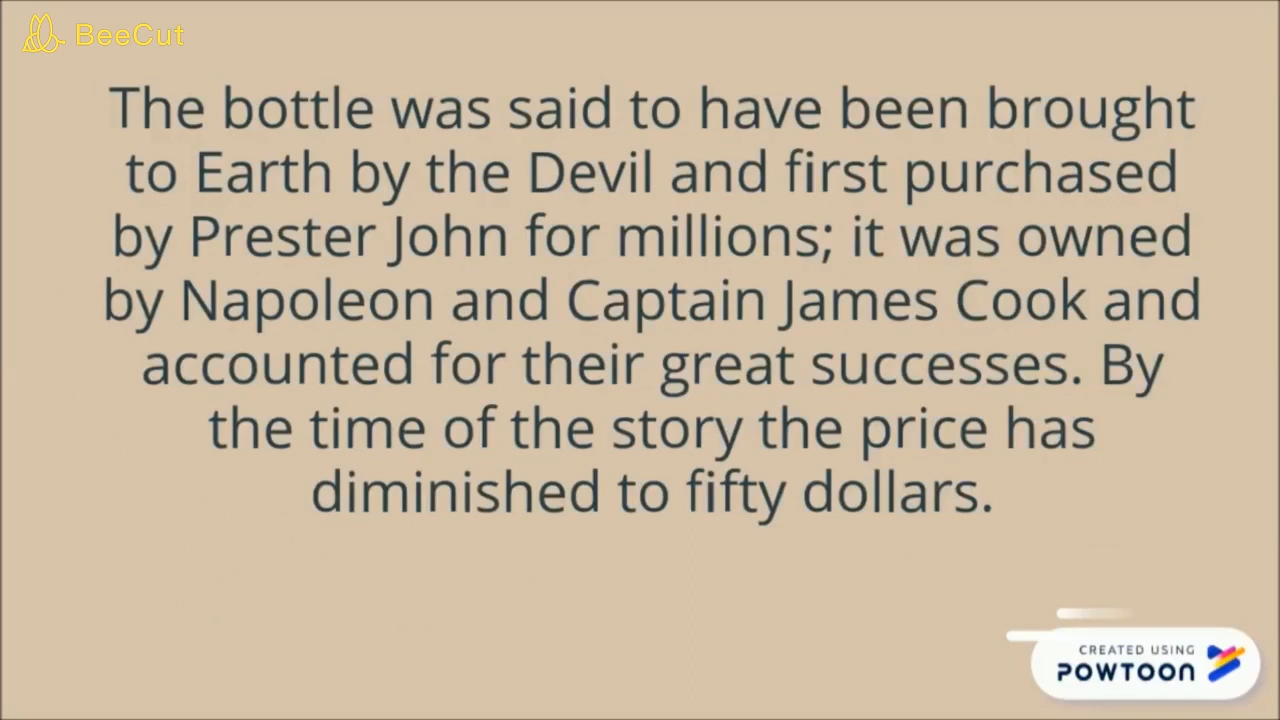 BeeCut
The bottle was said to have been brought
to Earth by the Devil and first purchased
by Prester John for millions; it was owned
by Napoleon and Captain James Cook and
accounted for their great successes. By
the time of the story the price has
diminished to fifty dollars.
CREATED USING
POWTOON